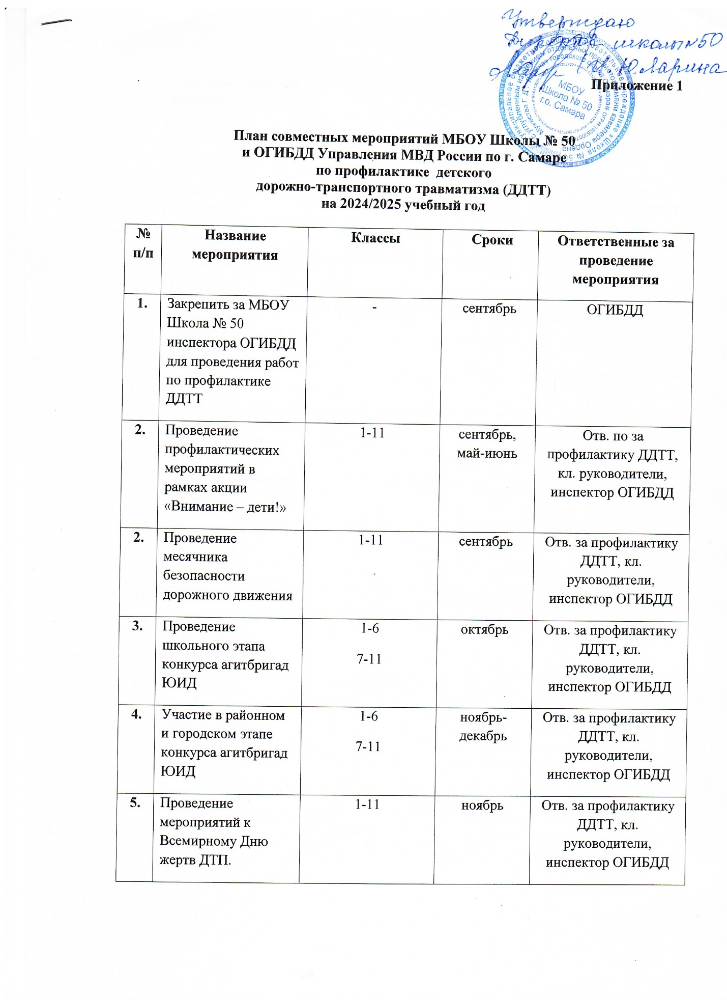 Утверждаю
Директор школы №50
Ю. Ларина
Приложение 1
МБОУ
Школа № 50
г.о. Самара
План совместных мероприятий МБОУ Школы № 50
и ОГИБДД Управления МВД России по г. Самаре
по профилактике детского
дорожно-транспортного травматизма (ДДТТ)
на 2024/2025 учебный год
№
п/п
Название
мероприятия
Классы
Сроки
Ответственные за
проведение
мероприятия
1.
Закрепить за МБОУ
Школа № 50
инспектора ОГИБДД
для проведения работ
по профилактике
ДДТТ
-
сентябрь
ОГИБДД
2.
Проведение
профилактических
мероприятий в
рамках акции
«Внимание – дети!»
1-11
сентябрь,
май-июнь
Отв. по за
профилактику ДДТТ,
кл. руководители,
инспектор ОГИБДД
2.
Проведение
месячника
безопасности
дорожного движения
1-11
сентябрь
Отв. за профилактику
ДДТТ, кл.
руководители,
инспектор ОГИБДД
3.
Проведение
школьного этапа
конкурса агитбригад
ЮИД
1-6
7-11
октябрь
Отв. за профилактику
ДДТТ, кл.
руководители,
инспектор ОГИБДД
4.
Участие в районном
и городском этапе
конкурса агитбригад
ЮИД
1-6
7-11
ноябрь-
декабрь
Отв. за профилактику
ДДТТ, кл.
руководители,
инспектор ОГИБДД
5.
Проведение
мероприятий к
Всемирному Дню
жертв ДТП.
1-11
ноябрь
Отв. за профилактику
ДДТТ, кл.
руководители,
инспектор ОГИБДД